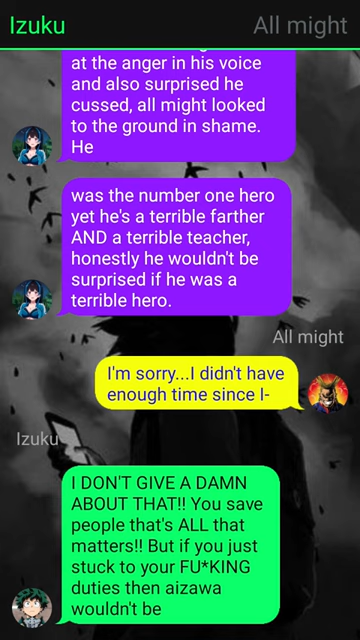 Izuku
All might
at the anger in his voice
and also surprised he
cussed, all might looked
to the ground in shame.
He
was the number one hero
yet he's a terrible farther
AND a terrible teacher,
honestly he wouldn't be
surprised if he was a
terrible hero.
All might
I'm sorry...I didn't have
enough time since I-
Izuku
I DON'T GIVE A DAMN
ABOUT THAT!! You save
people that's ALL that
matters!! But if you just
stuck to your FU*KING
duties then aizawa
wouldn't be